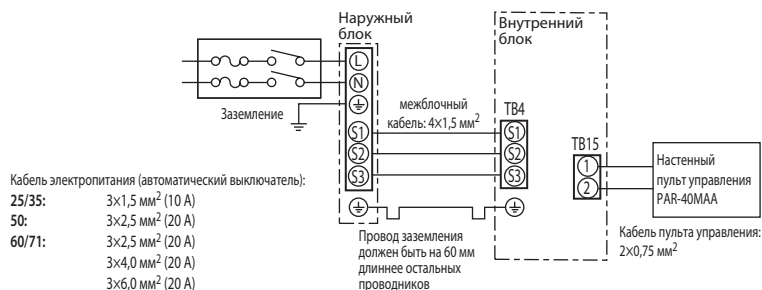 Наружный
блок
Внутренний
блок
L
N
Заземление
межблочный
кабель: 4×1,5 мм²
TB4
S1
S1
S2
S2
S3
S3
TB15
1
2
Настенный
пульт управления
PAR-40MAA
Кабель пульта управления:
2×0,75 мм²
Провод заземления
должен быть на 60 мм
длиннее остальных
проводников
Кабель электропитания (автоматический выключатель):
25/35: 3×1,5 мм² (10 А)
50: 3×2,5 мм² (20 А)
60/71: 3×2,5 мм² (20 А)
3×4,0 мм² (20 А)
3×6,0 мм² (20 А)